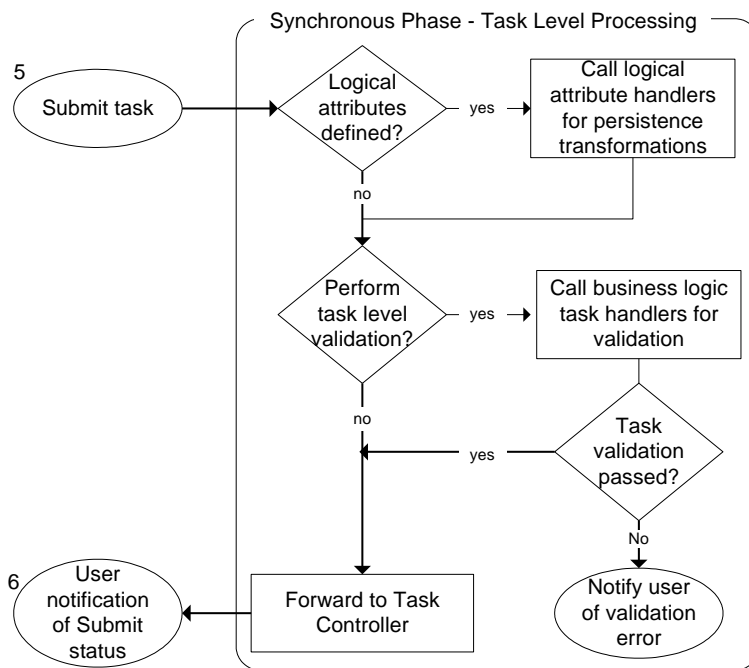 Synchronous Phase - Task Level Processing
5
Submit task
Logical
attributes
defined?
yes
Call logical
attribute handlers
for persistence
transformations
no
Perform
task level
validation?
yes
Call business logic
task handlers for
validation
no
yes
Task
validation
passed?
No
6
User
notification
of Submit
status
Forward to Task
Controller
Notify user
of validation
error